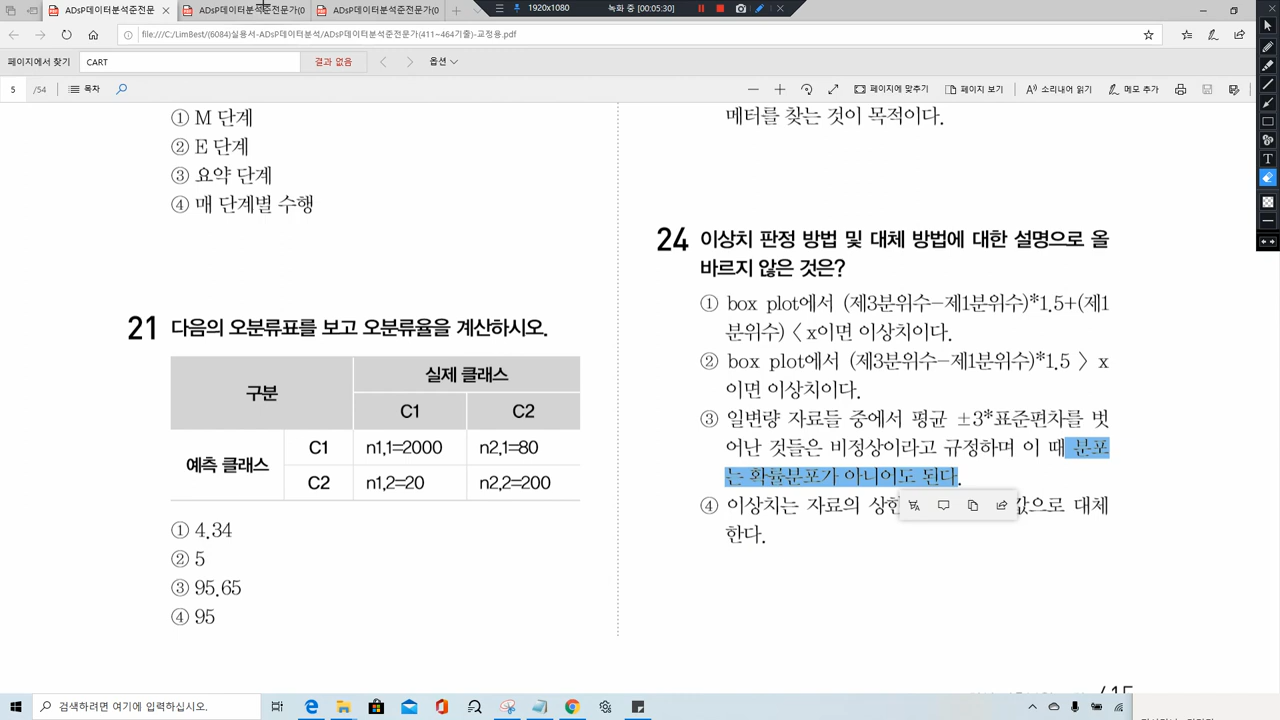 ADsP데이터분석준전문
ADsP데이터분석준전문가(0
ADsP데이터분석준전문가(0
1920x1080
녹화 중 [00:05:30]
file:///C:/LimBest/(6084)실용서-ADsP데이터분석/ADsP데이터분석준전문가(411~464기출)-교정용.pdf
페이지에서 찾기
CART
결과 없음
옵션
5
/54
목차
페이지에 맞추기
페이지 보기
소리내어 읽기
메모 추가
① M 단계
② E 단계
③ 요약 단계
④ 매 단계별 수행
21 다음의 오분류표를 보고 오분류율을 계산하시오.
구분
실제 클래스
C1
C2
예측 클래스
C1
n1,1=2000
n2,1=80
C2
n1,2=20
n2,2=200
① 4.34
② 5
③ 95.65
④ 95
메터를 찾는 것이 목적이다.
24 이상치 판정 방법 및 대체 방법에 대한 설명으로 올
바르지 않은 것은?
① box plot에서 (제3분위수-제1분위수)*1.5+(제1
분위수) < x이면 이상치이다.
② box plot에서 (제3분위수-제1분위수)*1.5 > x
이면 이상치이다.
③ 일변량 자료들 중에서 평균 ±3*표준편차를 벗
어난 것들은 비정상이라고 규정하며 이 때 분포
는 확률분포가 아니어도 된다.
④ 이상치는 자료의 값으로 대체
한다.
검색하려면 여기에 입력하십시오.